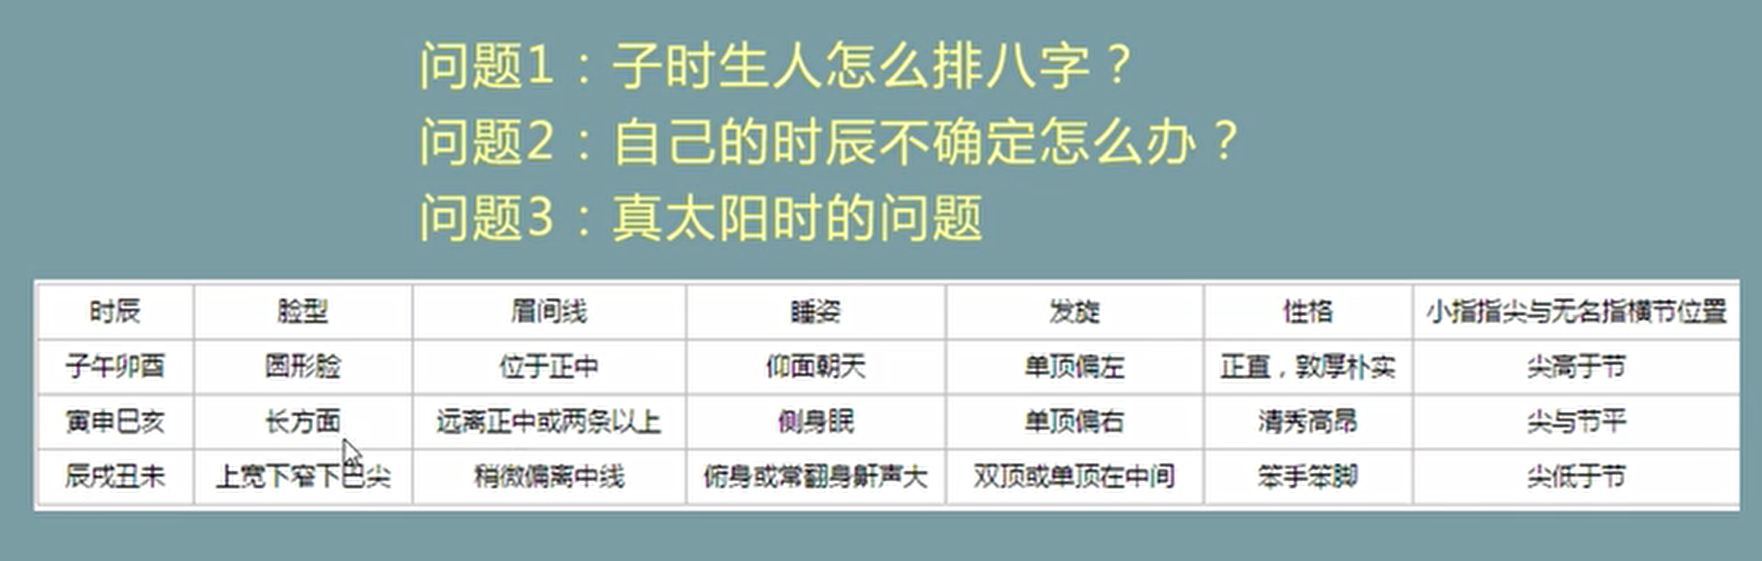 问题1：子时生人怎么排八字？
问题2：自己的时辰不确定怎么办？
问题3：真太阳时的问题
时辰 脸型 眉间线 睡姿 发旋 性格 小指指尖与无名指横节位置
子午卯酉 圆形脸 位于正中 仰面朝天 单顶偏左 正直，敦厚朴实 尖高于节
寅申巳亥 长方面 远离正中或两条以上 侧身眠 单顶偏右 清秀高昂 尖与节平
辰戌丑未 上宽下窄下巴尖 稍微偏离中线 俯身或常翻身鼾声大 双顶或单顶在中间 笨手笨脚 尖低于节